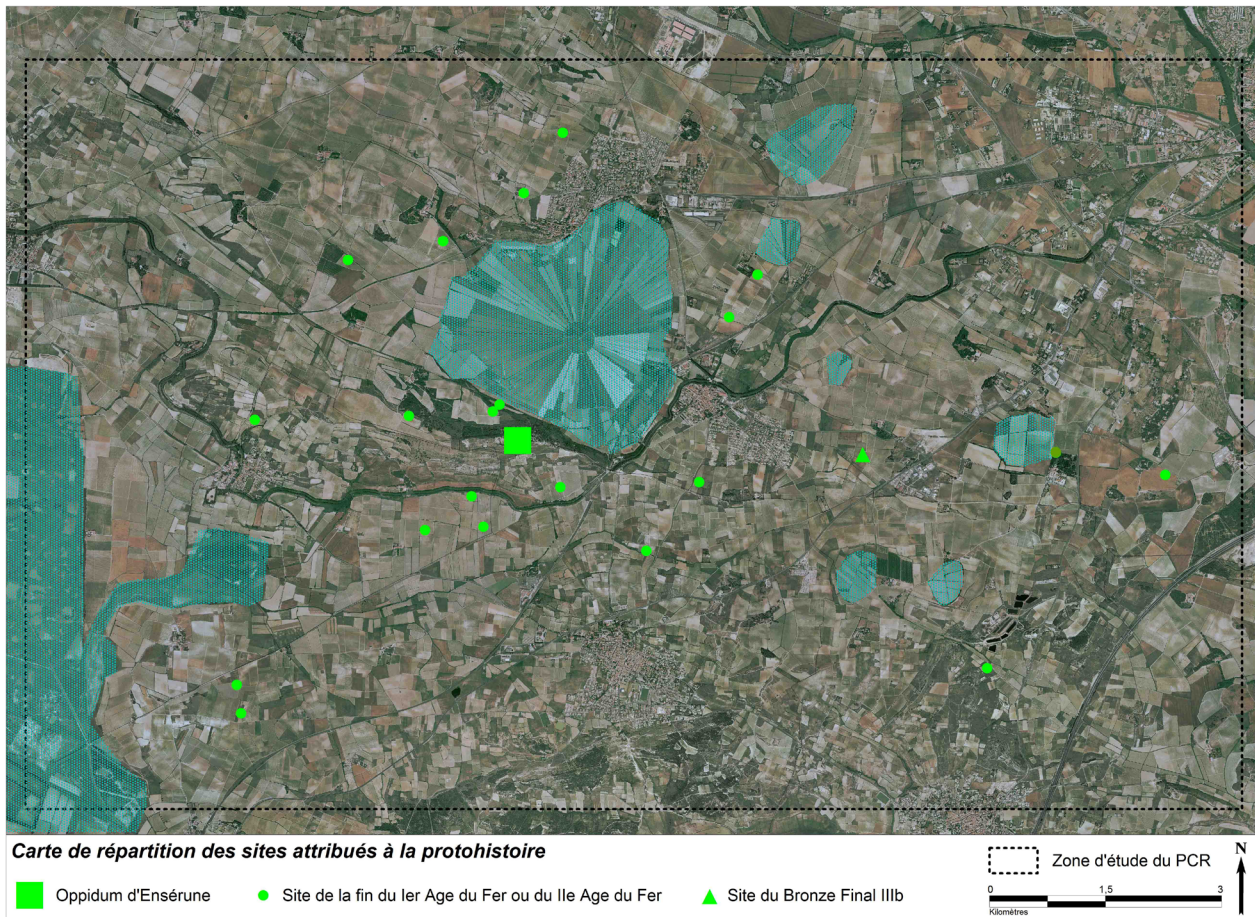 Carte de répartition des sites attribués à la protohistoire
Oppidum d'Ensérune
Site de la fin du Ier Age du Fer ou du IIe Age du Fer
Site du Bronze Final IIIb
Zone d'étude du PCR
0 1,5 3
Kilomètres
N